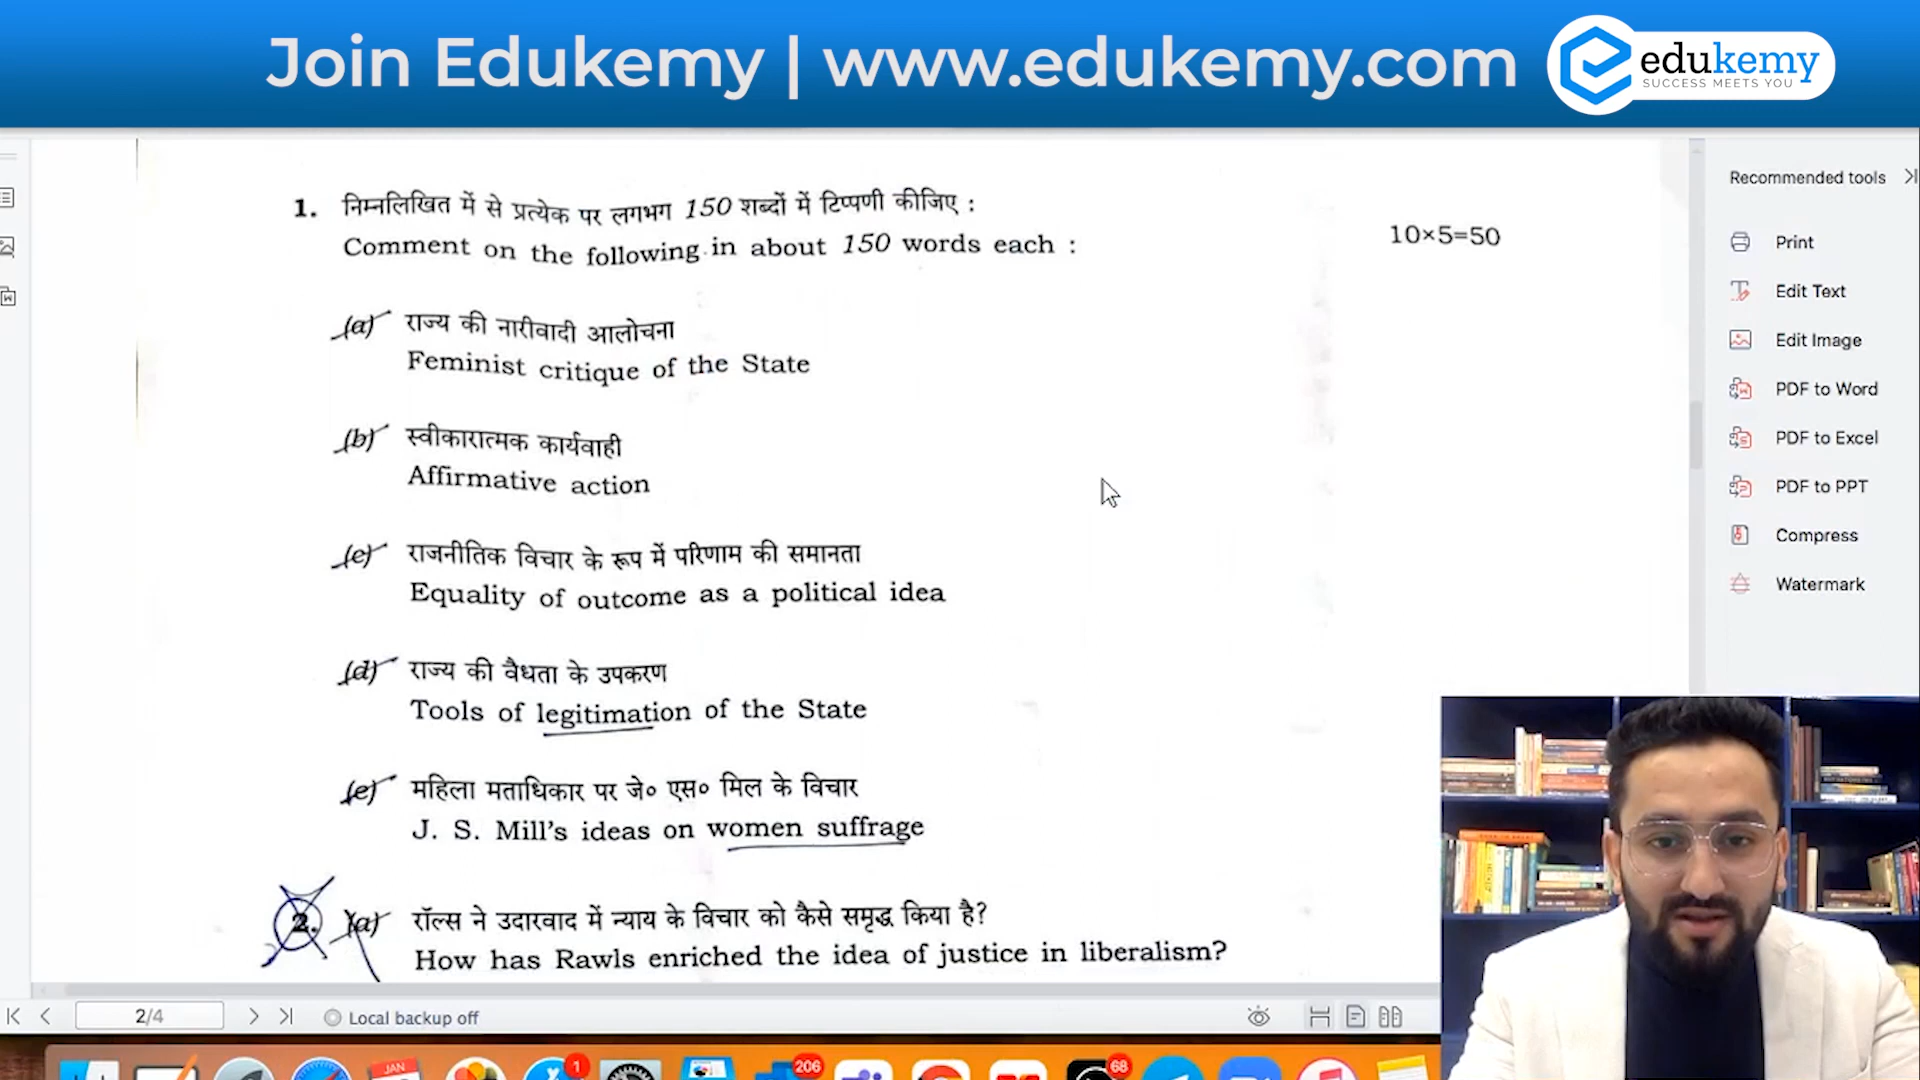 Join Edukemy | www.edukemy.com
edukemy
SUCCESS MEETS YOU
Recommended tools
1. निम्नलिखित में से प्रत्येक पर लगभग 150 शब्दों में टिप्पणी कीजिए :
Comment on the following in about 150 words each :
10×5=50
(a) राज्य की नारीवादी आलोचना
Feminist critique of the State
(b) स्वीकारात्मक कार्यवाही
Affirmative action
(c) राजनीतिक विचार के रूप में परिणाम की समानता
Equality of outcome as a political idea
(d) राज्य की वैधता के उपकरण
Tools of legitimation of the State
(e) महिला मताधिकार पर जे० एस० मिल के विचार
J. S. Mill's ideas on women suffrage
2. (a) रॉल्स ने उदारवाद में न्याय के विचार को कैसे समृद्ध किया है?
How has Rawls enriched the idea of justice in liberalism?
Print
Edit Text
Edit Image
PDF to Word
PDF to Excel
PDF to PPT
Compress
Watermark
2/4
Local backup off
JAN
1
206
68